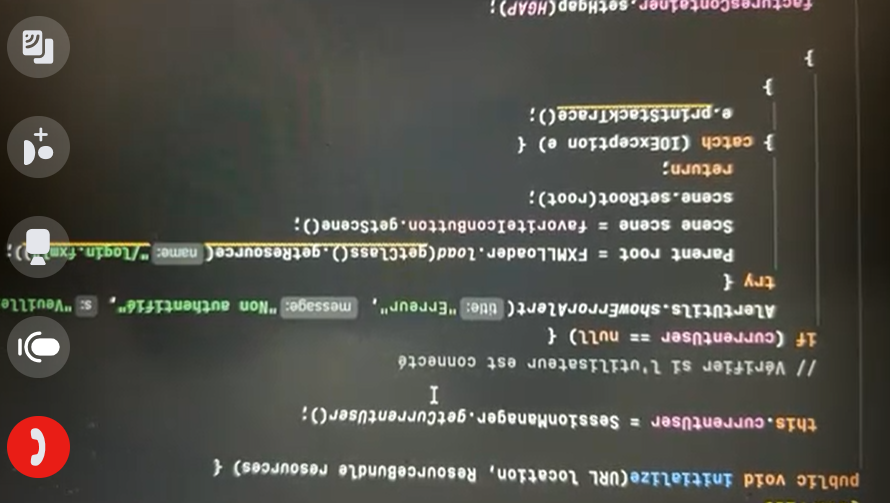 public void initialize(URL location, ResourceBundle resources) {
this.currentUser = SessionManager.getCurrentUser();
// Vérifier si l'utilisateur est connecté
if (currentUser == null) {
AlertUtils.showErrorAlert( title: "Erreur", message: "Non authentifié", s: "Veuille
try {
Parent root = FXMLLoader.load(getClass().getResource( name: "/login.fxml"));
Scene scene = favoriteIconButton.getScene();
scene.setRoot(root);
return;
} catch (IOException e) {
e.printStackTrace();
}
}
facturesContainer.setHgap(HGAP);